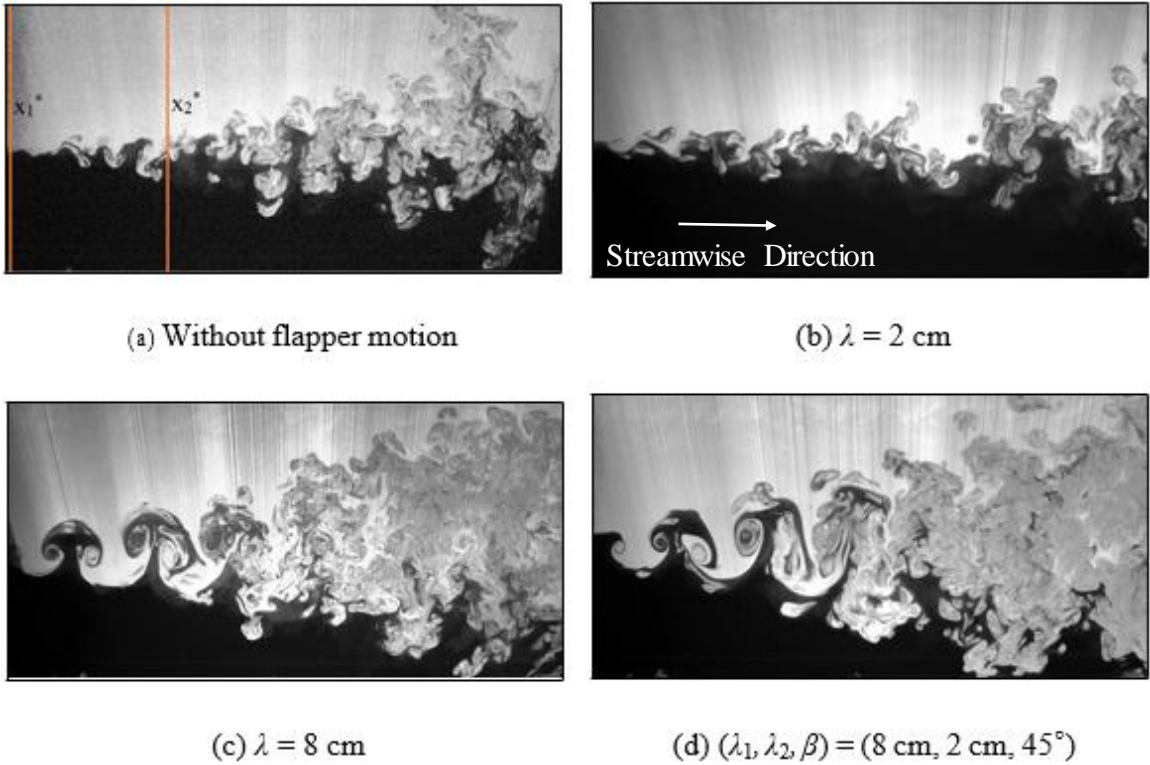 x₁* x₂*
Streamwise Direction
(a) Without flapper motion
(b) λ = 2 cm
(c) λ = 8 cm
(d) (λ₁, λ₂, β) = (8 cm, 2 cm, 45°)